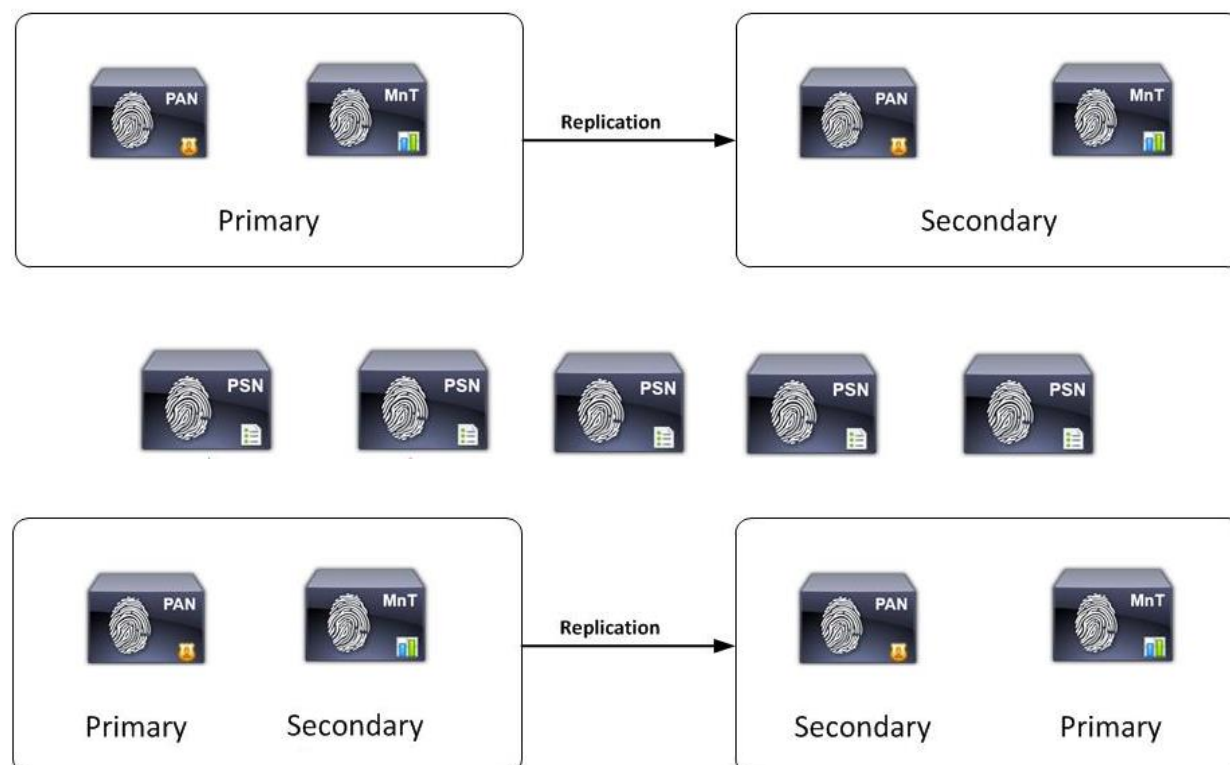 PAN MnT Replication PAN MnT
Primary Secondary
PSN PSN PSN PSN PSN
PAN MnT Replication PAN MnT
Primary Secondary Secondary Primary